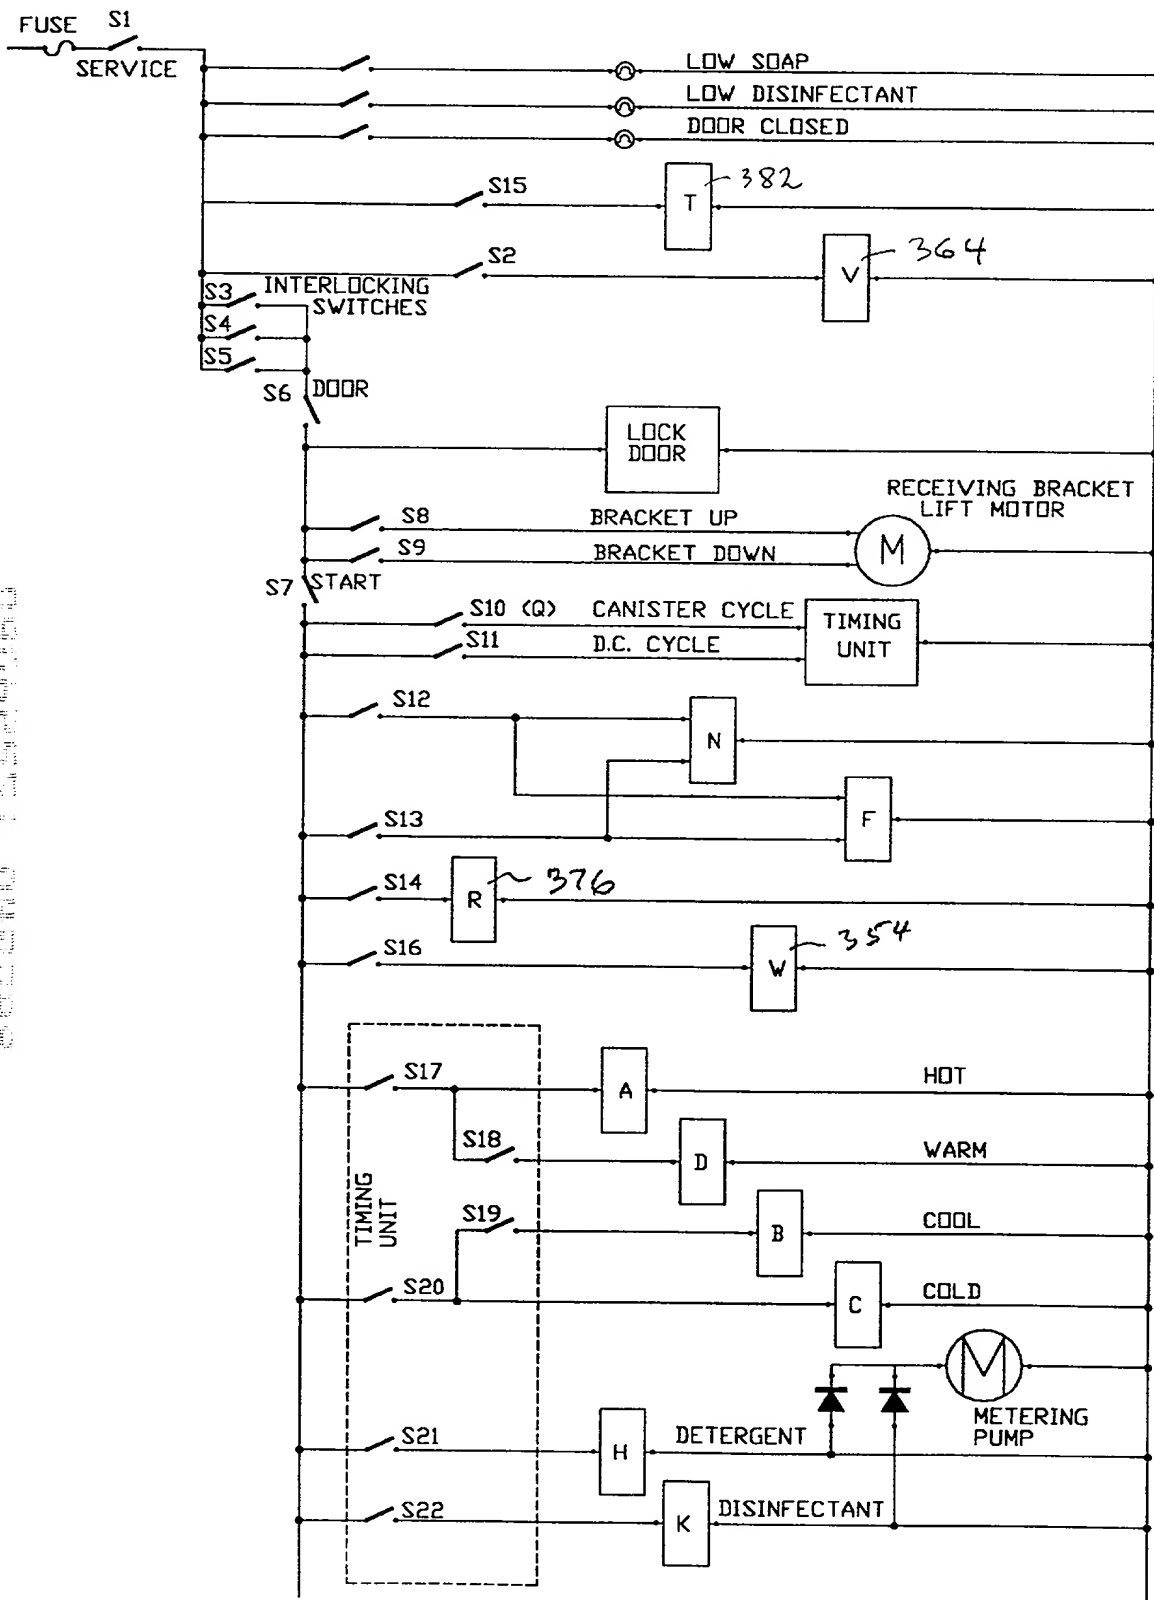 FUSE S1
SERVICE
LOW SOAP
LOW DISINFECTANT
DOOR CLOSED
S15
T
382
S2
V
364
S3 INTERLOCKING
SWITCHES
S4
S5
S6 DOOR
LOCK
DOOR
RECEIVING BRACKET
LIFT MOTOR
S8 BRACKET UP
M
S9 BRACKET DOWN
S7 START
S10 (Q) CANISTER CYCLE
S11 D.C. CYCLE
TIMING
UNIT
S12
N
S13
F
S14
R
376
S16
W
354
S17
A
HOT
S18
D
WARM
TIMING
UNIT
S19
B
COOL
S20
C
COLD
M
METERING
PUMP
S21
H
DETERGENT
S22
K
DISINFECTANT